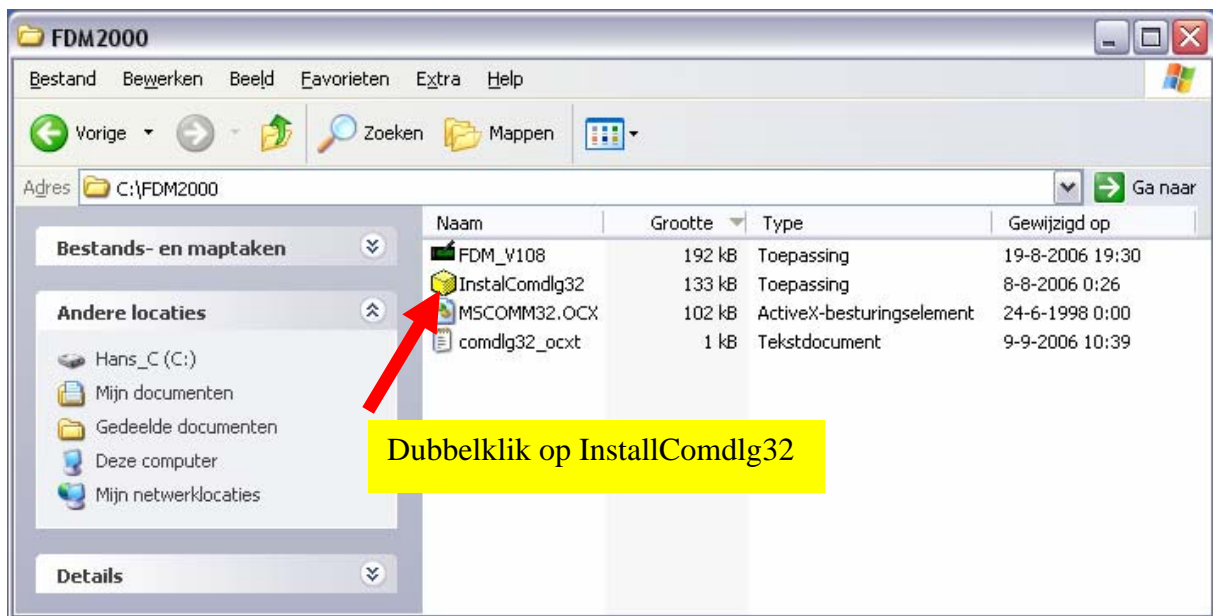 FDM2000
Bestand Bewerken Beeld Favorieten Extra Help
Vorige Zoeken Mappen
Adres C:\FDM2000 Ga naar
Bestands- en maptaken
Andere locaties
Hans_C (C:)
Mijn documenten
Gedeelde documenten
Deze computer
Mijn netwerklocaties
Details
Naam Grootte Type Gewijzigd op
FDM_V108 192 kB Toepassing 19-8-2006 19:30
InstalComdlg32 133 kB Toepassing 8-8-2006 0:26
MSCOMM32.OCX 102 kB ActiveX-besturingselement 24-6-1998 0:00
comdlg32_ocxt 1 kB Tekstdocument 9-9-2006 10:39
Dubbelklik op InstallComdlg32